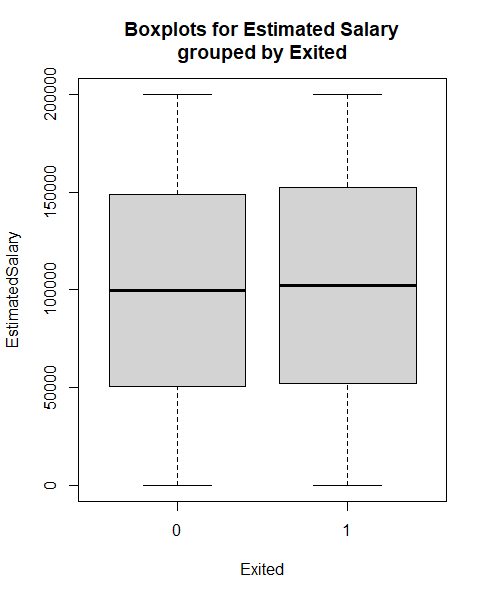 Boxplots for Estimated Salary
grouped by Exited
EstimatedSalary
200000
150000
100000
50000
0
0 1
Exited